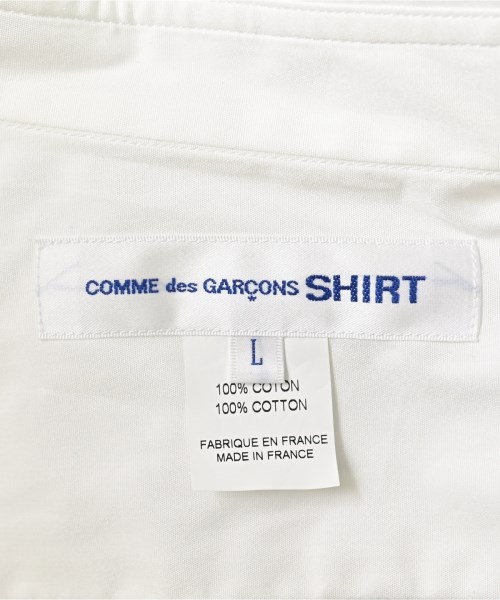 COMME des GARÇONS SHIRT
L
100% COTON
100% COTTON
FABRIQUE EN FRANCE
MADE IN FRANCE